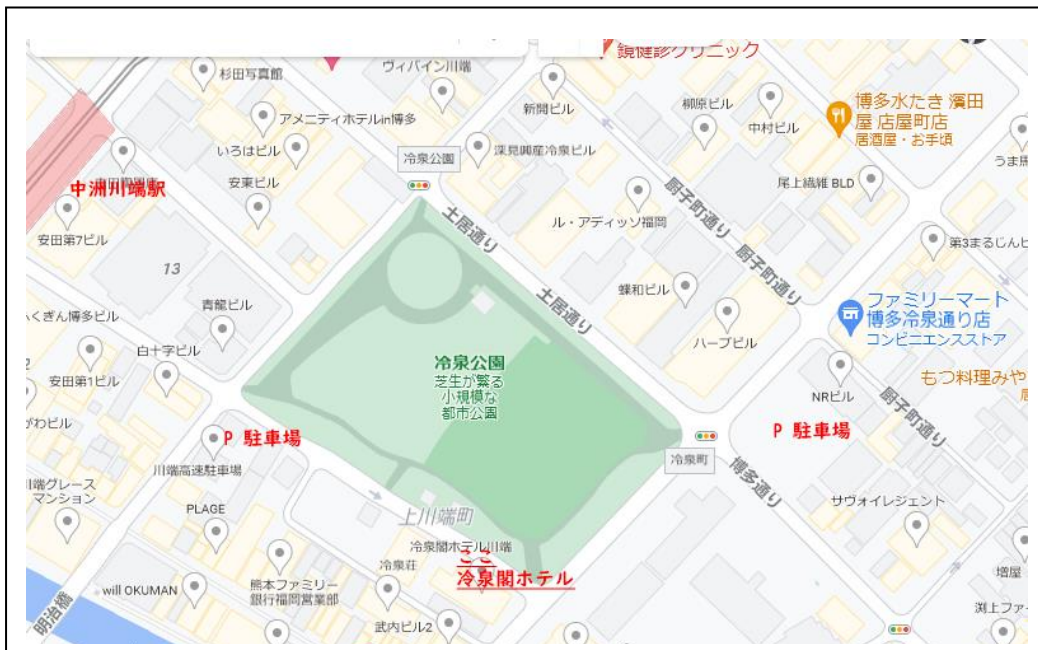 鏡健診クリニック
杉田写真館
ヴィバイン川端
新開ビル
柳原ビル
中村ビル
博多水たき 濱田
屋 店屋町店
居酒屋・お手頃
アメニティホテルin博多
いろはビル
冷泉公園
深見興産冷泉ビル
うま馬
中洲川端駅
安東ビル
尾上繊維 BLD
厨子町通り
厨子町通り
安田第7ビル
土居通り
ル・アディッソ福岡
第3まるじんビ
13
土居通り
蝶和ビル
青龍ビル
ファミリーマート
博多冷泉通り店
コンビニエンスストア
くぎん博多ビル
白十字ビル
ハープビル
冷泉公園
芝生が繁る
小規模な
都市公園
安田第1ビル
もつ料理みや
NRビル
厨子町通り
がわビル
P 駐車場
P 駐車場
冷泉町
博多通り
川端高速駐車場
川端グレース
マンション
サヴォイレジェント
PLAGE
上川端町
冷泉閣ホテル川端
ここ
冷泉荘
冷泉閣ホテル
増屋
will OKUMAN
熊本ファミリー
銀行福岡営業部
渕上ファ
明治橋
武内ビル2